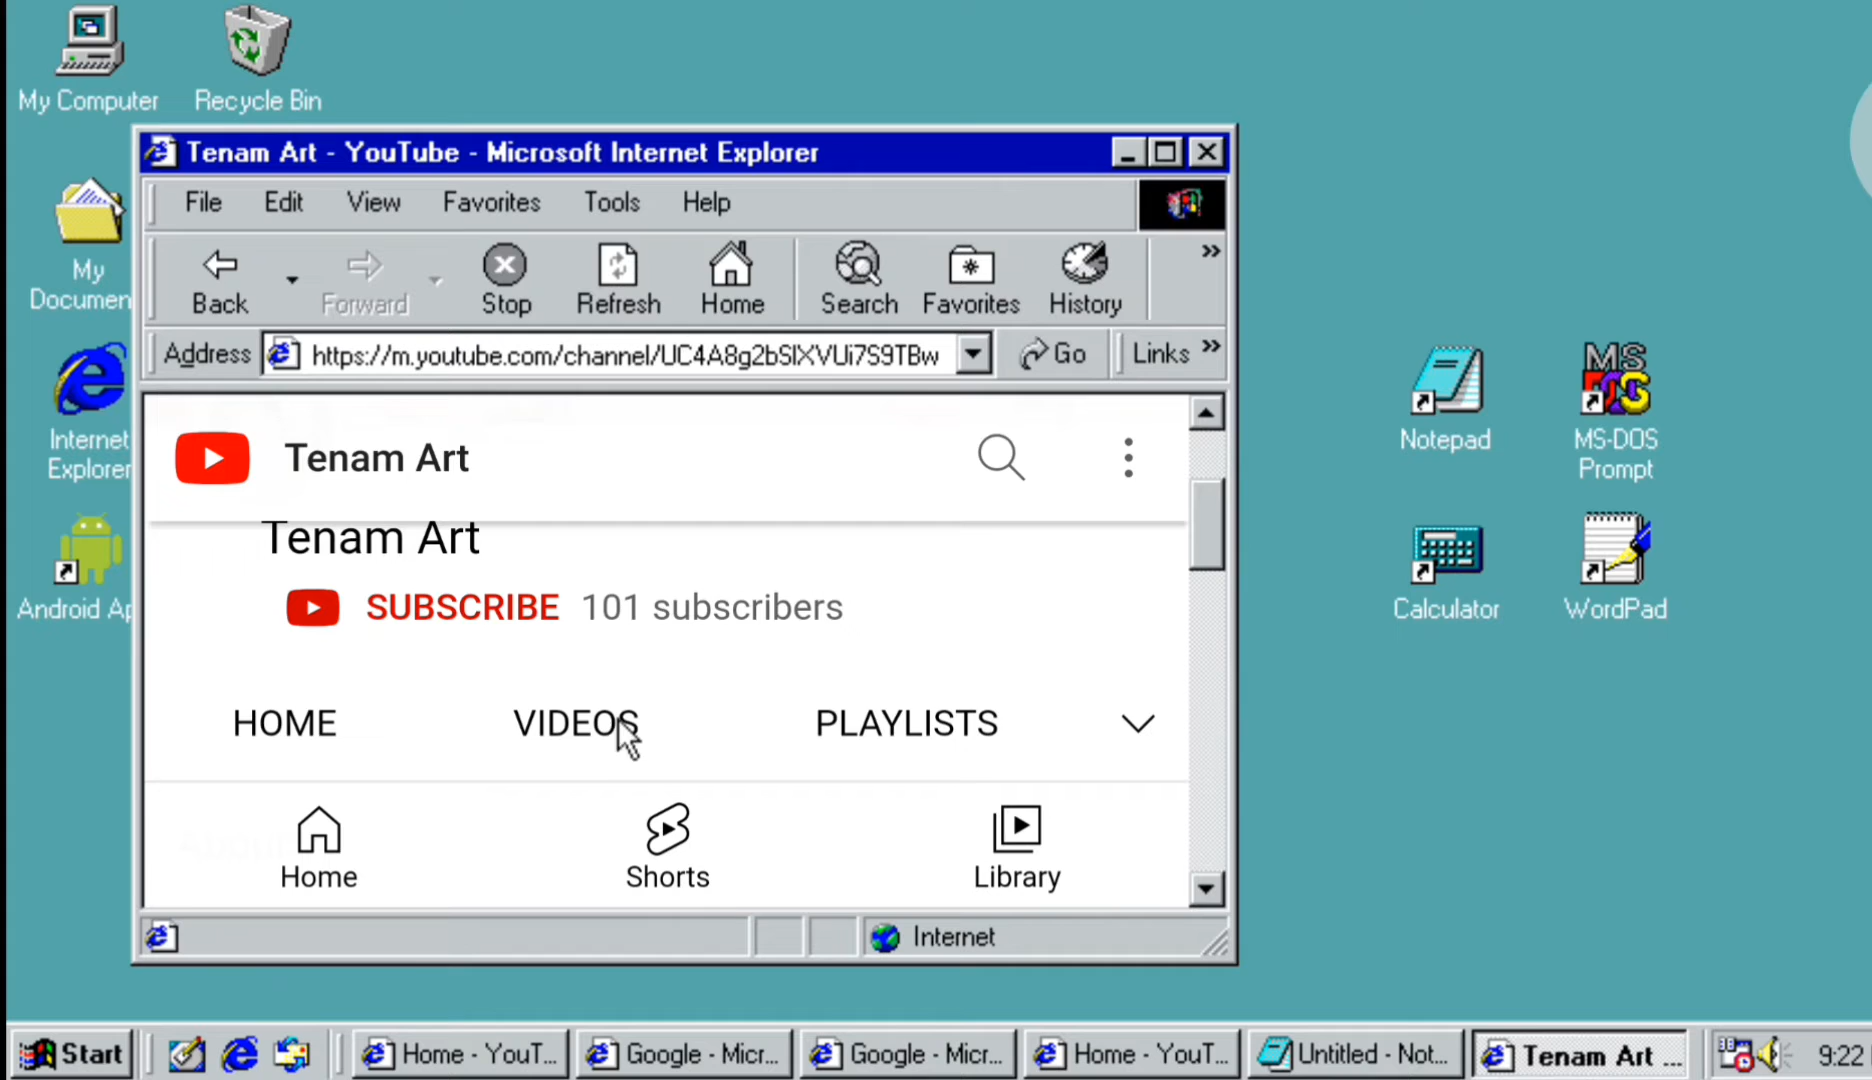 My Computer
Recycle Bin
My
Documen
Internet
Explorer
Android Ap
Tenam Art - YouTube - Microsoft Internet Explorer
File Edit View Favorites Tools Help
Back Forward Stop Refresh Home Search Favorites History »
Address https://m.youtube.com/channel/UC4A8g2bSlXVUi7S9TBw Go Links »
Tenam Art
Tenam Art
SUBSCRIBE 101 subscribers
HOME VIDEOS PLAYLISTS
Home Shorts Library
Internet
Notepad
MS-DOS
Prompt
Calculator
WordPad
Start Home - YouT... Google - Micr... Google - Micr... Home - YouT... Untitled - Not... Tenam Art ... 9:22